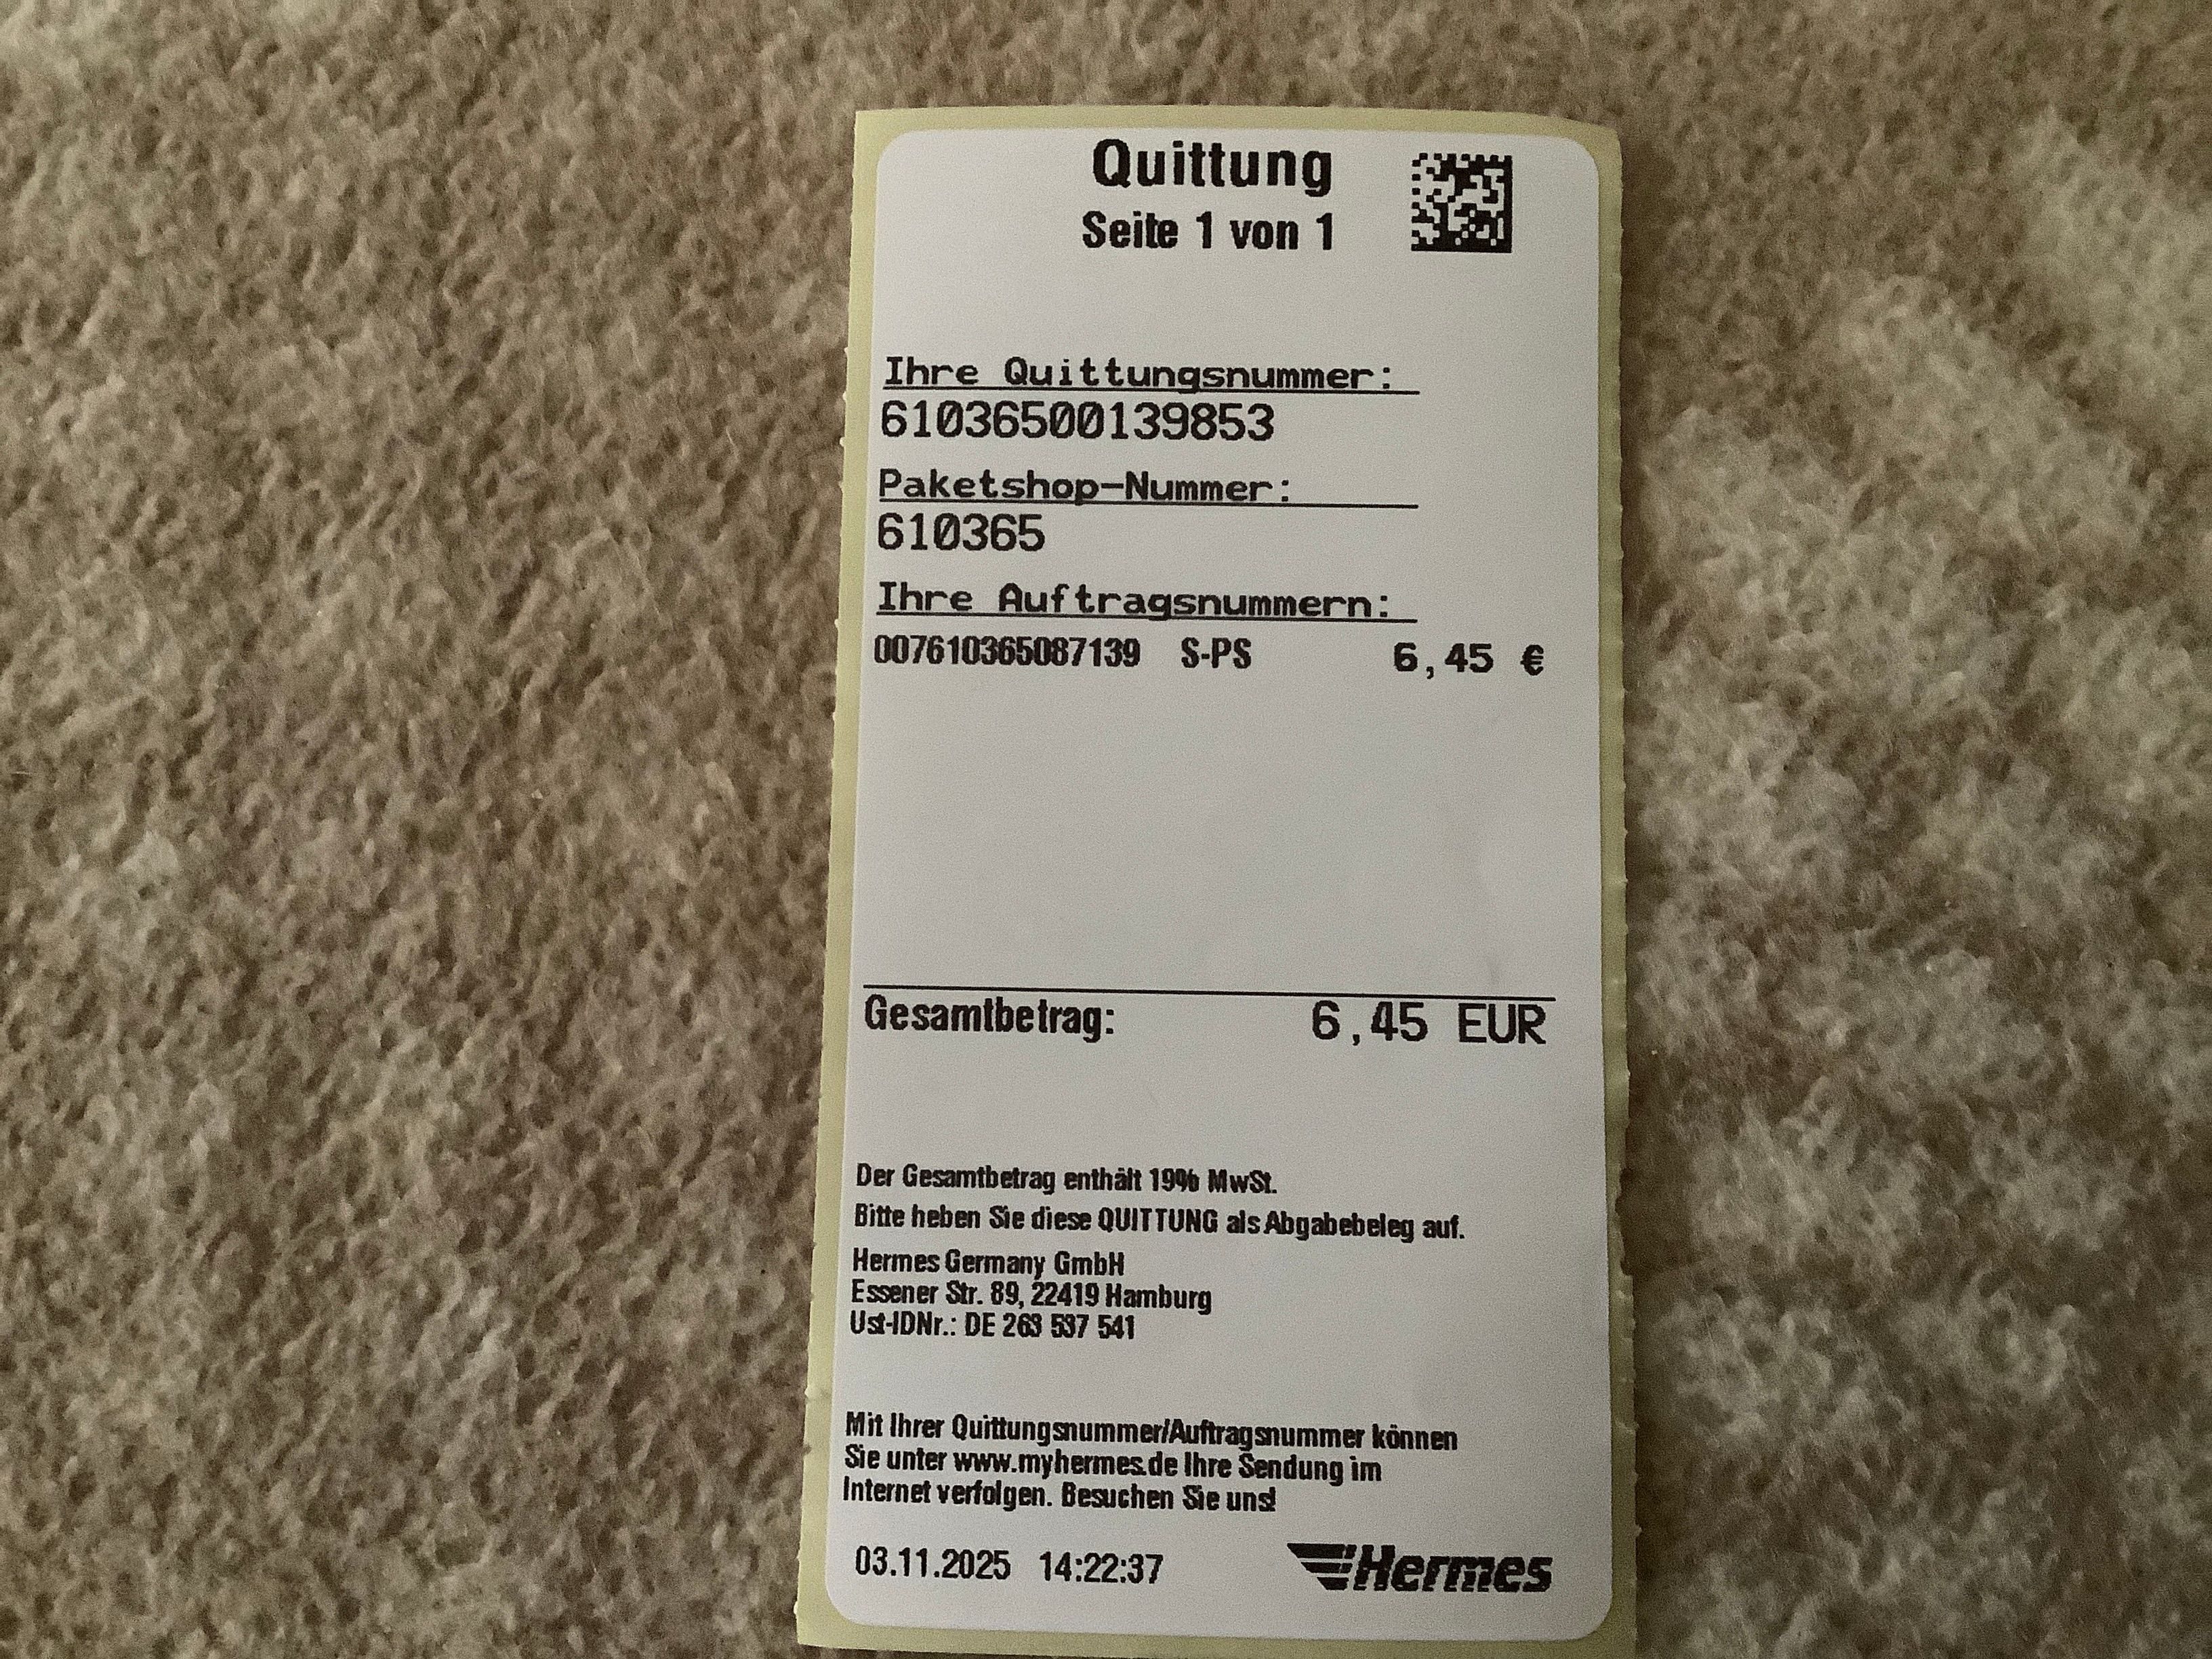 Quittung
Seite 1 von 1
Ihre Quittungsnummer:
61036500139853
Paketshop-Nummer:
610365
Ihre Auftragsnummern:
007610365087139 S-PS 6,45 €
Gesamtbetrag: 6,45 EUR
Der Gesamtbetrag enthält 19% MwSt.
Bitte heben Sie diese QUITTUNG als Abgabebeleg auf.
Hermes Germany GmbH
Essener Str. 89, 22419 Hamburg
Ust-IDNr.: DE 263 537 541
Mit Ihrer Quittungsnummer/Auftragsnummer können
Sie unter www.myhermes.de Ihre Sendung im
Internet verfolgen. Besuchen Sie uns!
03.11.2025 14:22:37 Hermes